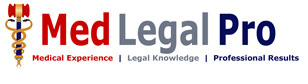 Med Legal Pro
Medical Experience | Legal Knowledge | Professional Results